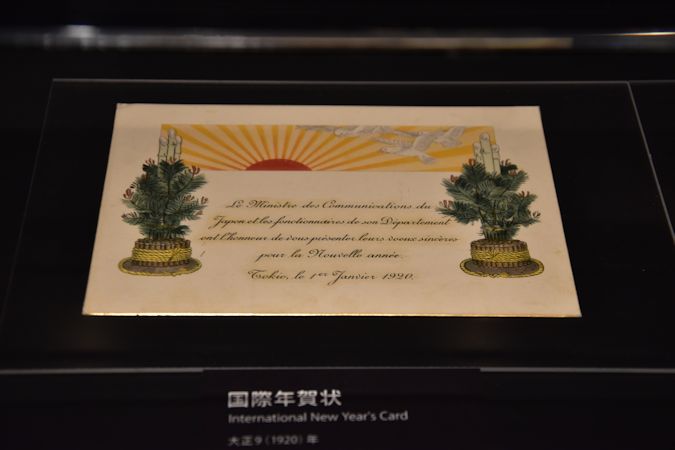 Le Ministre des Communications du
Japon et les fonctionnaires de son Département
ont l'honneur de vous présenter leurs voeux sincères
pour la Nouvelle année.
Tokio, le 1er Janvier 1920.
国際年賀状
International New Year's Card
大正9（1920）年